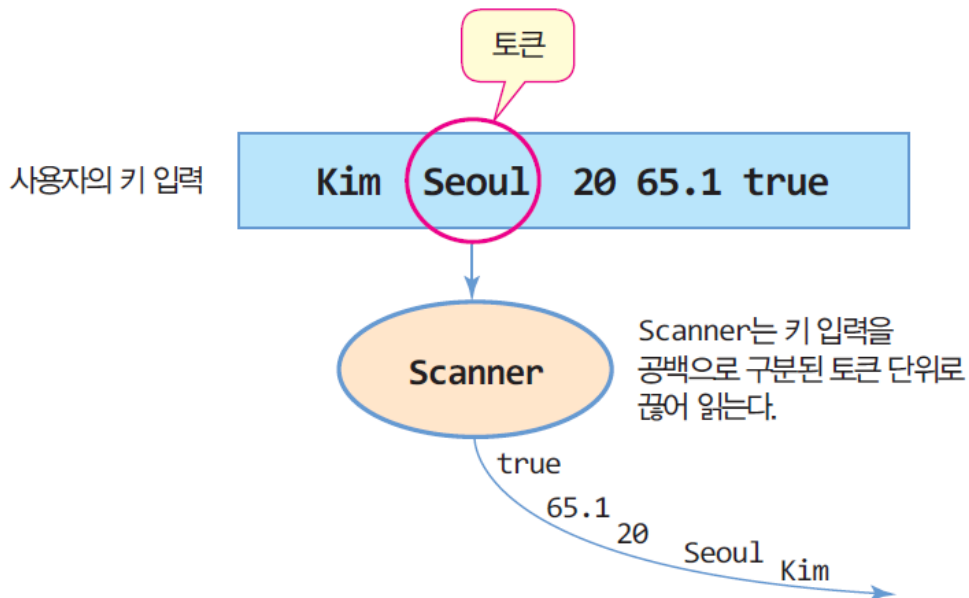 토큰
사용자의 키 입력
Kim Seoul 20 65.1 true
Scanner
Scanner는 키 입력을
공백으로 구분된 토큰 단위로
끊어 읽는다.
true
65.1
20
Seoul
Kim